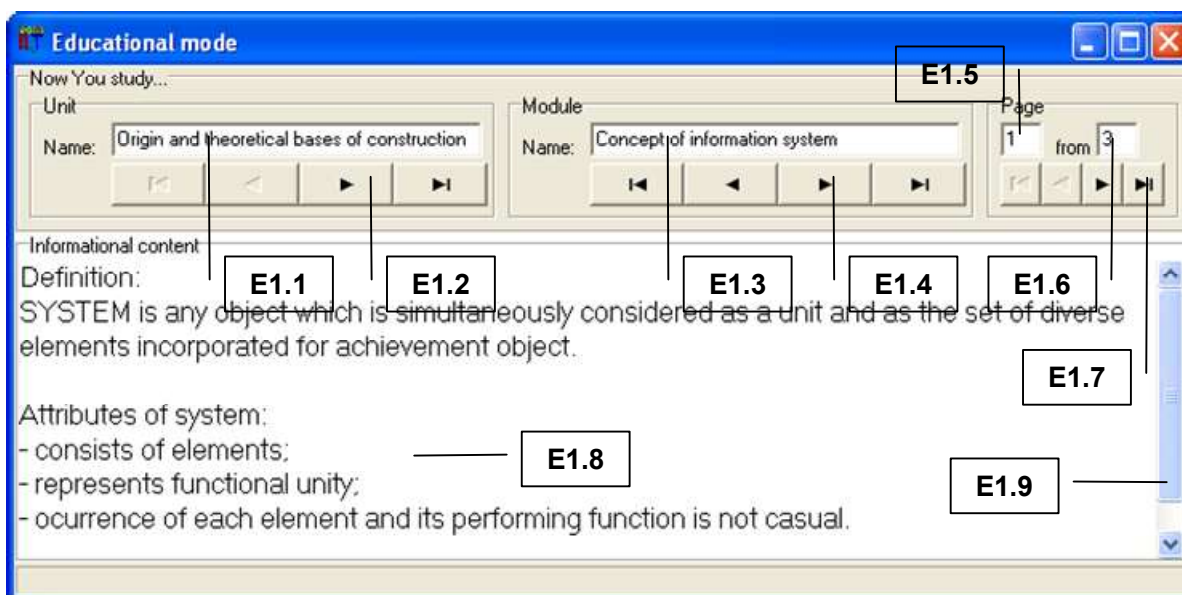 Educational mode
Now You study...
E1.5
Unit
Module
Page
Name: Origin and theoretical bases of construction
Name: Concept of information system
1 from 3
Informational content
E1.1
E1.2
E1.3
E1.4
E1.6
Definition:
SYSTEM is any object which is simultaneously considered as a unit and as the set of diverse
elements incorporated for achievement object.
E1.7
Attributes of system:
- consists of elements;
E1.8
- represents functional unity;
E1.9
- ocurrence of each element and its performing function is not casual.